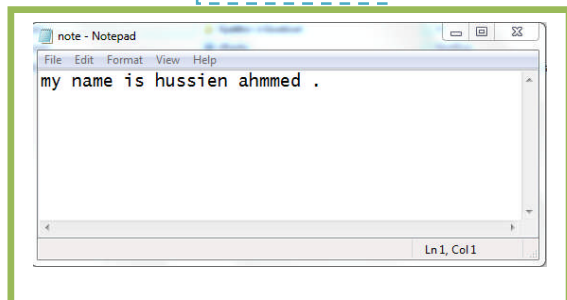 note - Notepad
File Edit Format View Help
my name is hussien ahmmed .
Ln 1, Col 1